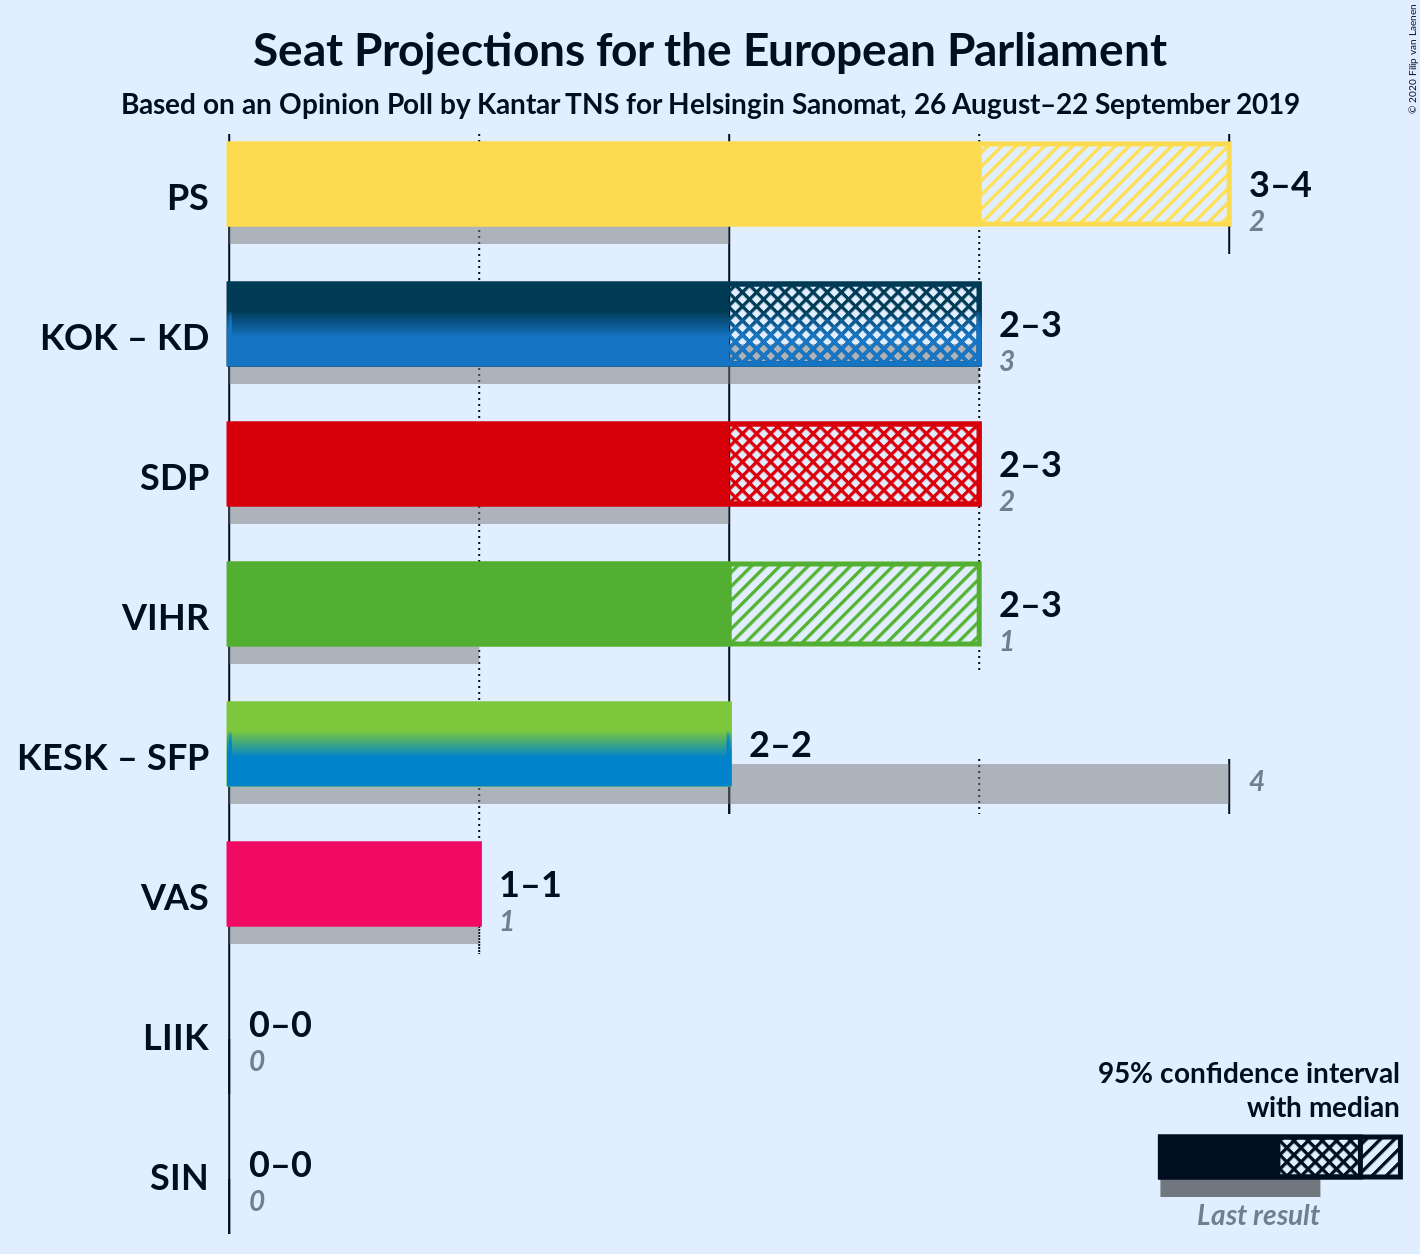 Seat Projections for the European Parliament
Based on an Opinion Poll by Kantar TNS for Helsingin Sanomat, 26 August–22 September 2019
© 2020 Filip van Laenen
PS
3–4
2
KOK – KD
2–3
3
SDP
2–3
2
VIHR
2–3
1
KESK – SFP
2–2
4
VAS
1–1
1
LIIK
0–0
0
SIN
0–0
0
95% confidence interval
with median
Last result